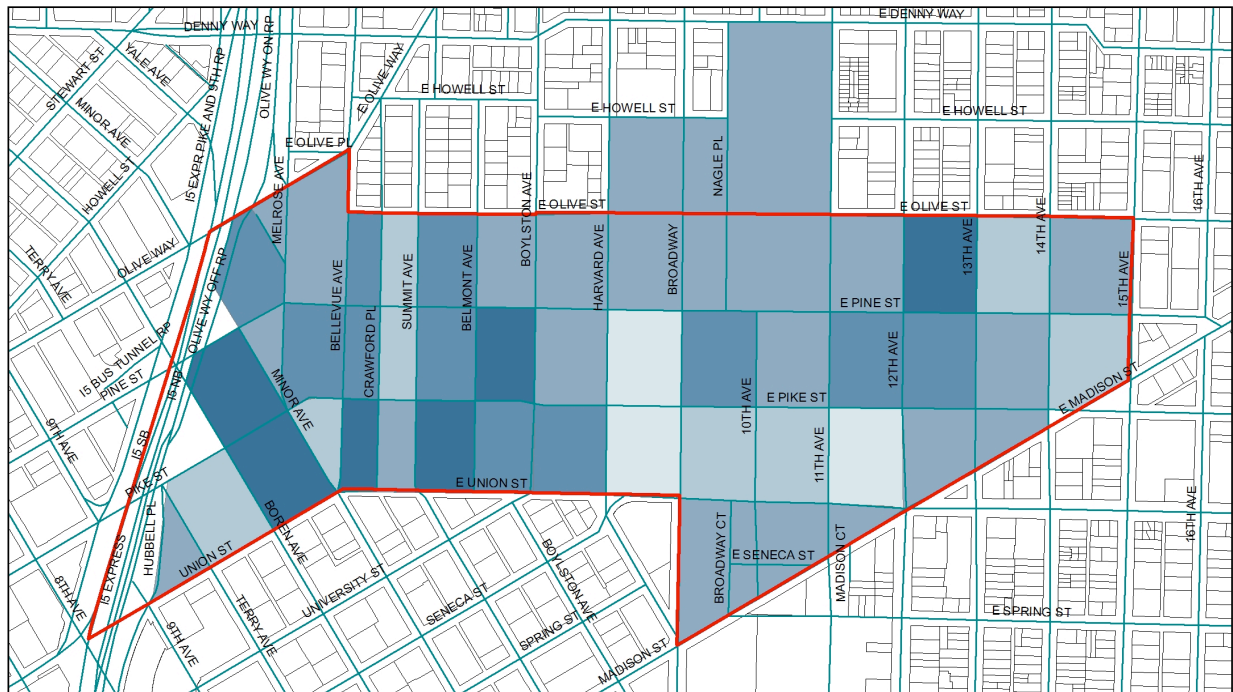 DENNY WAY
E DENNY WAY
STEWART ST
YALE AVE
MINOR AVE
HOWELL ST
I5 EXPR PIKE AND 9TH RP
OLIVE WY ON RP
E OLIVE WAY
E HOWELL ST
E HOWELL ST
E HOWELL ST
E OLIVE PL
MELROSE AVE
NAGLE PL
16TH AVE
E OLIVE ST
E OLIVE ST
TERRY AVE
OLIVE WAY
OLIVE WY OFF RP
BELLEVUE AVE
CRAWFORD PL
SUMMIT AVE
BELMONT AVE
BOYLSTON AVE
HARVARD AVE
BROADWAY
13TH AVE
14TH AVE
15TH AVE
E PINE ST
I5 BUS TUNNEL RP
PINE ST
I5 NB
MINOR AVE
12TH AVE
E PIKE ST
10TH AVE
11TH AVE
E MADISON ST
9TH AVE
I5 SB
PIKE ST
HUBBELL PL
BOREN AVE
E UNION ST
16TH AVE
UNION ST
I5 EXPRESS
8TH AVE
9TH AVE
TERRY AVE
UNIVERSITY ST
SENECA ST
SPRING ST
BOYLSTON AVE
MADISON ST
BROADWAY CT
E SENECA ST
MADISON CT
E SPRING ST